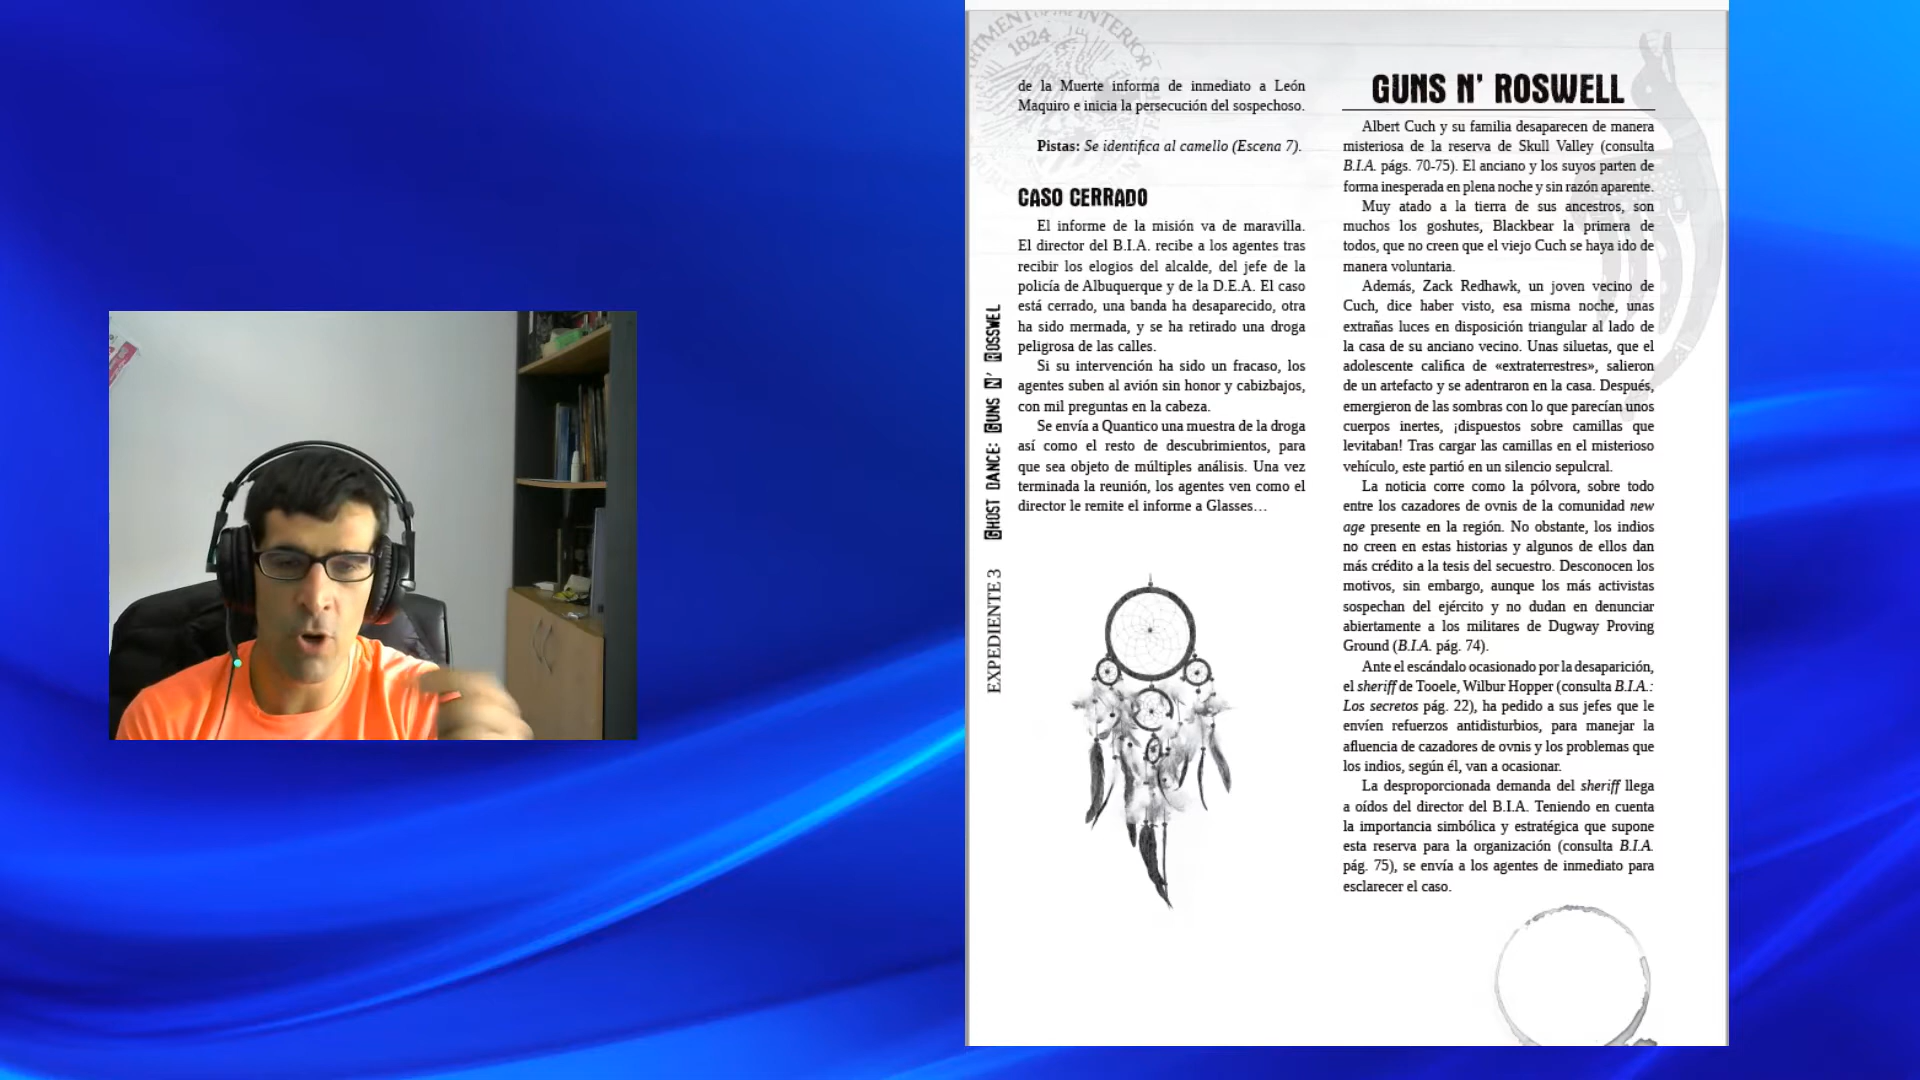 de la Muerte informa de inmediato a León
Maquiro e inicia la persecución del sospechoso.
Pistas: Se identifica al camello (Escena 7).
CASO CERRADO
El informe de la misión va de maravilla.
El director del B.I.A. recibe a los agentes tras
recibir los elogios del alcalde, del jefe de la
policía de Albuquerque y de la D.E.A. El caso
está cerrado, una banda ha desaparecido, otra
ha sido mermada, y se ha retirado una droga
peligrosa de las calles.
Si su intervención ha sido un fracaso, los
agentes suben al avión sin honor y cabizbajos,
con mil preguntas en la cabeza.
Se envía a Quantico una muestra de la droga
así como el resto de descubrimientos, para
que sea objeto de múltiples análisis. Una vez
terminada la reunión, los agentes ven como el
director le remite el informe a Glasses…
GUNS N' ROSWELL
Albert Cuch y su familia desaparecen de manera
misteriosa de la reserva de Skull Valley (consulta
B.I.A. págs. 70-75). El anciano y los suyos parten de
forma inesperada en plena noche y sin razón aparente.
Muy atado a la tierra de sus ancestros, son
muchos los goshutes, Blackbear la primera de
todos, que no creen que el viejo Cuch se haya ido de
manera voluntaria.
Además, Zack Redhawk, un joven vecino de
Cuch, dice haber visto, esa misma noche, unas
extrañas luces en disposición triangular al lado de
la casa de su anciano vecino. Unas siluetas, que el
adolescente califica de «extraterrestres», salieron
de un artefacto y se adentraron en la casa. Después,
emergieron de las sombras con lo que parecían unos
cuerpos inertes, ¡dispuestos sobre camillas que
levitaban! Tras cargar las camillas en el misterioso
vehículo, este partió en un silencio sepulcral.
La noticia corre como la pólvora, sobre todo
entre los cazadores de ovnis de la comunidad new
age presente en la región. No obstante, los indios
no creen en estas historias y algunos de ellos dan
más crédito a la tesis del secuestro. Desconocen los
motivos, sin embargo, aunque los más activistas
sospechan del ejército y no dudan en denunciar
abiertamente a los militares de Dugway Proving
Ground (B.I.A. pág. 74).
Ante el escándalo ocasionado por la desaparición,
el sheriff de Tooele, Wilbur Hopper (consulta B.I.A.:
Los secretos pág. 22), ha pedido a sus jefes que le
envíen refuerzos antidisturbios, para manejar la
afluencia de cazadores de ovnis y los problemas que
los indios, según él, van a ocasionar.
La desproporcionada demanda del sheriff llega
a oídos del director del B.I.A. Teniendo en cuenta
la importancia simbólica y estratégica que supone
esta reserva para la organización (consulta B.I.A.
pág. 75), se envía a los agentes de inmediato para
esclarecer el caso.
EXPEDIENTE 3 GHOST DANCE: GUNS N' ROSSWEL
INTERIOR
1824